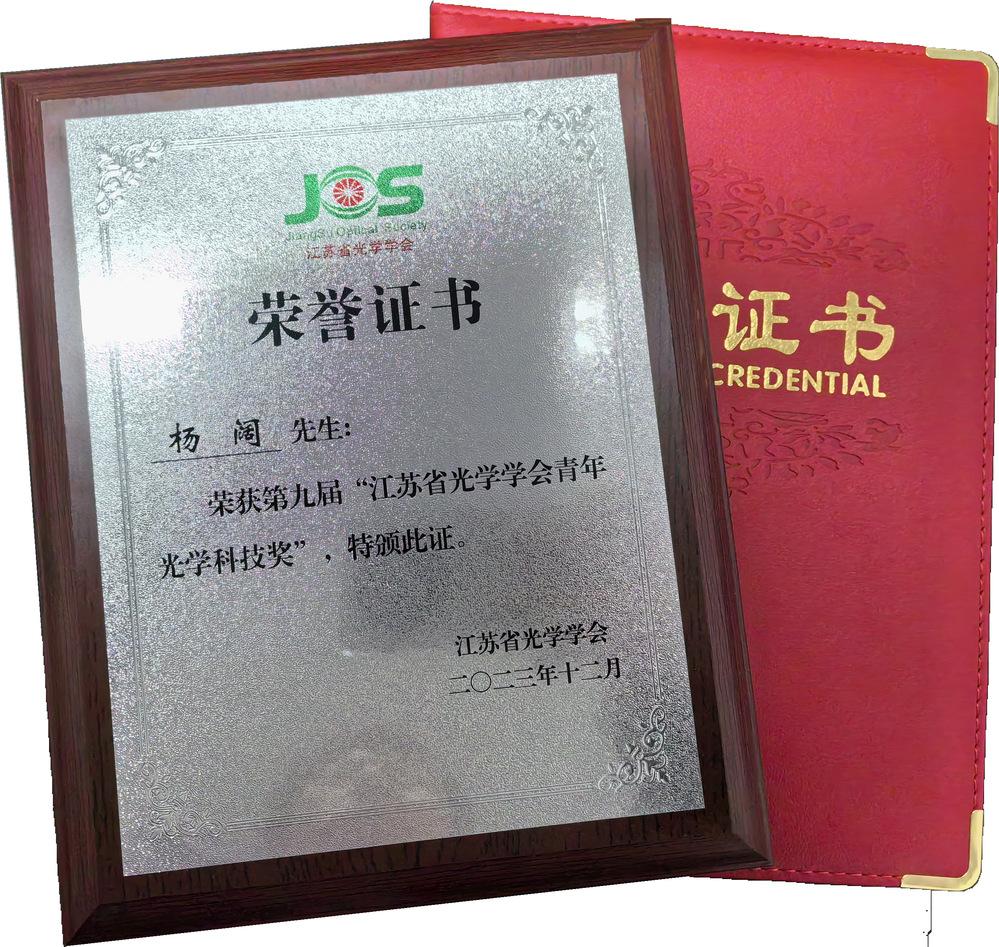 JOS
JiangSu Optical Society
江苏省光学学会
荣誉证书
杨 阔 先生:
荣获第九届“江苏省光学学会青年
光学科技奖”，特颁此证。
江苏省光学学会
二〇二三年十二月
证书
CREDENTIAL